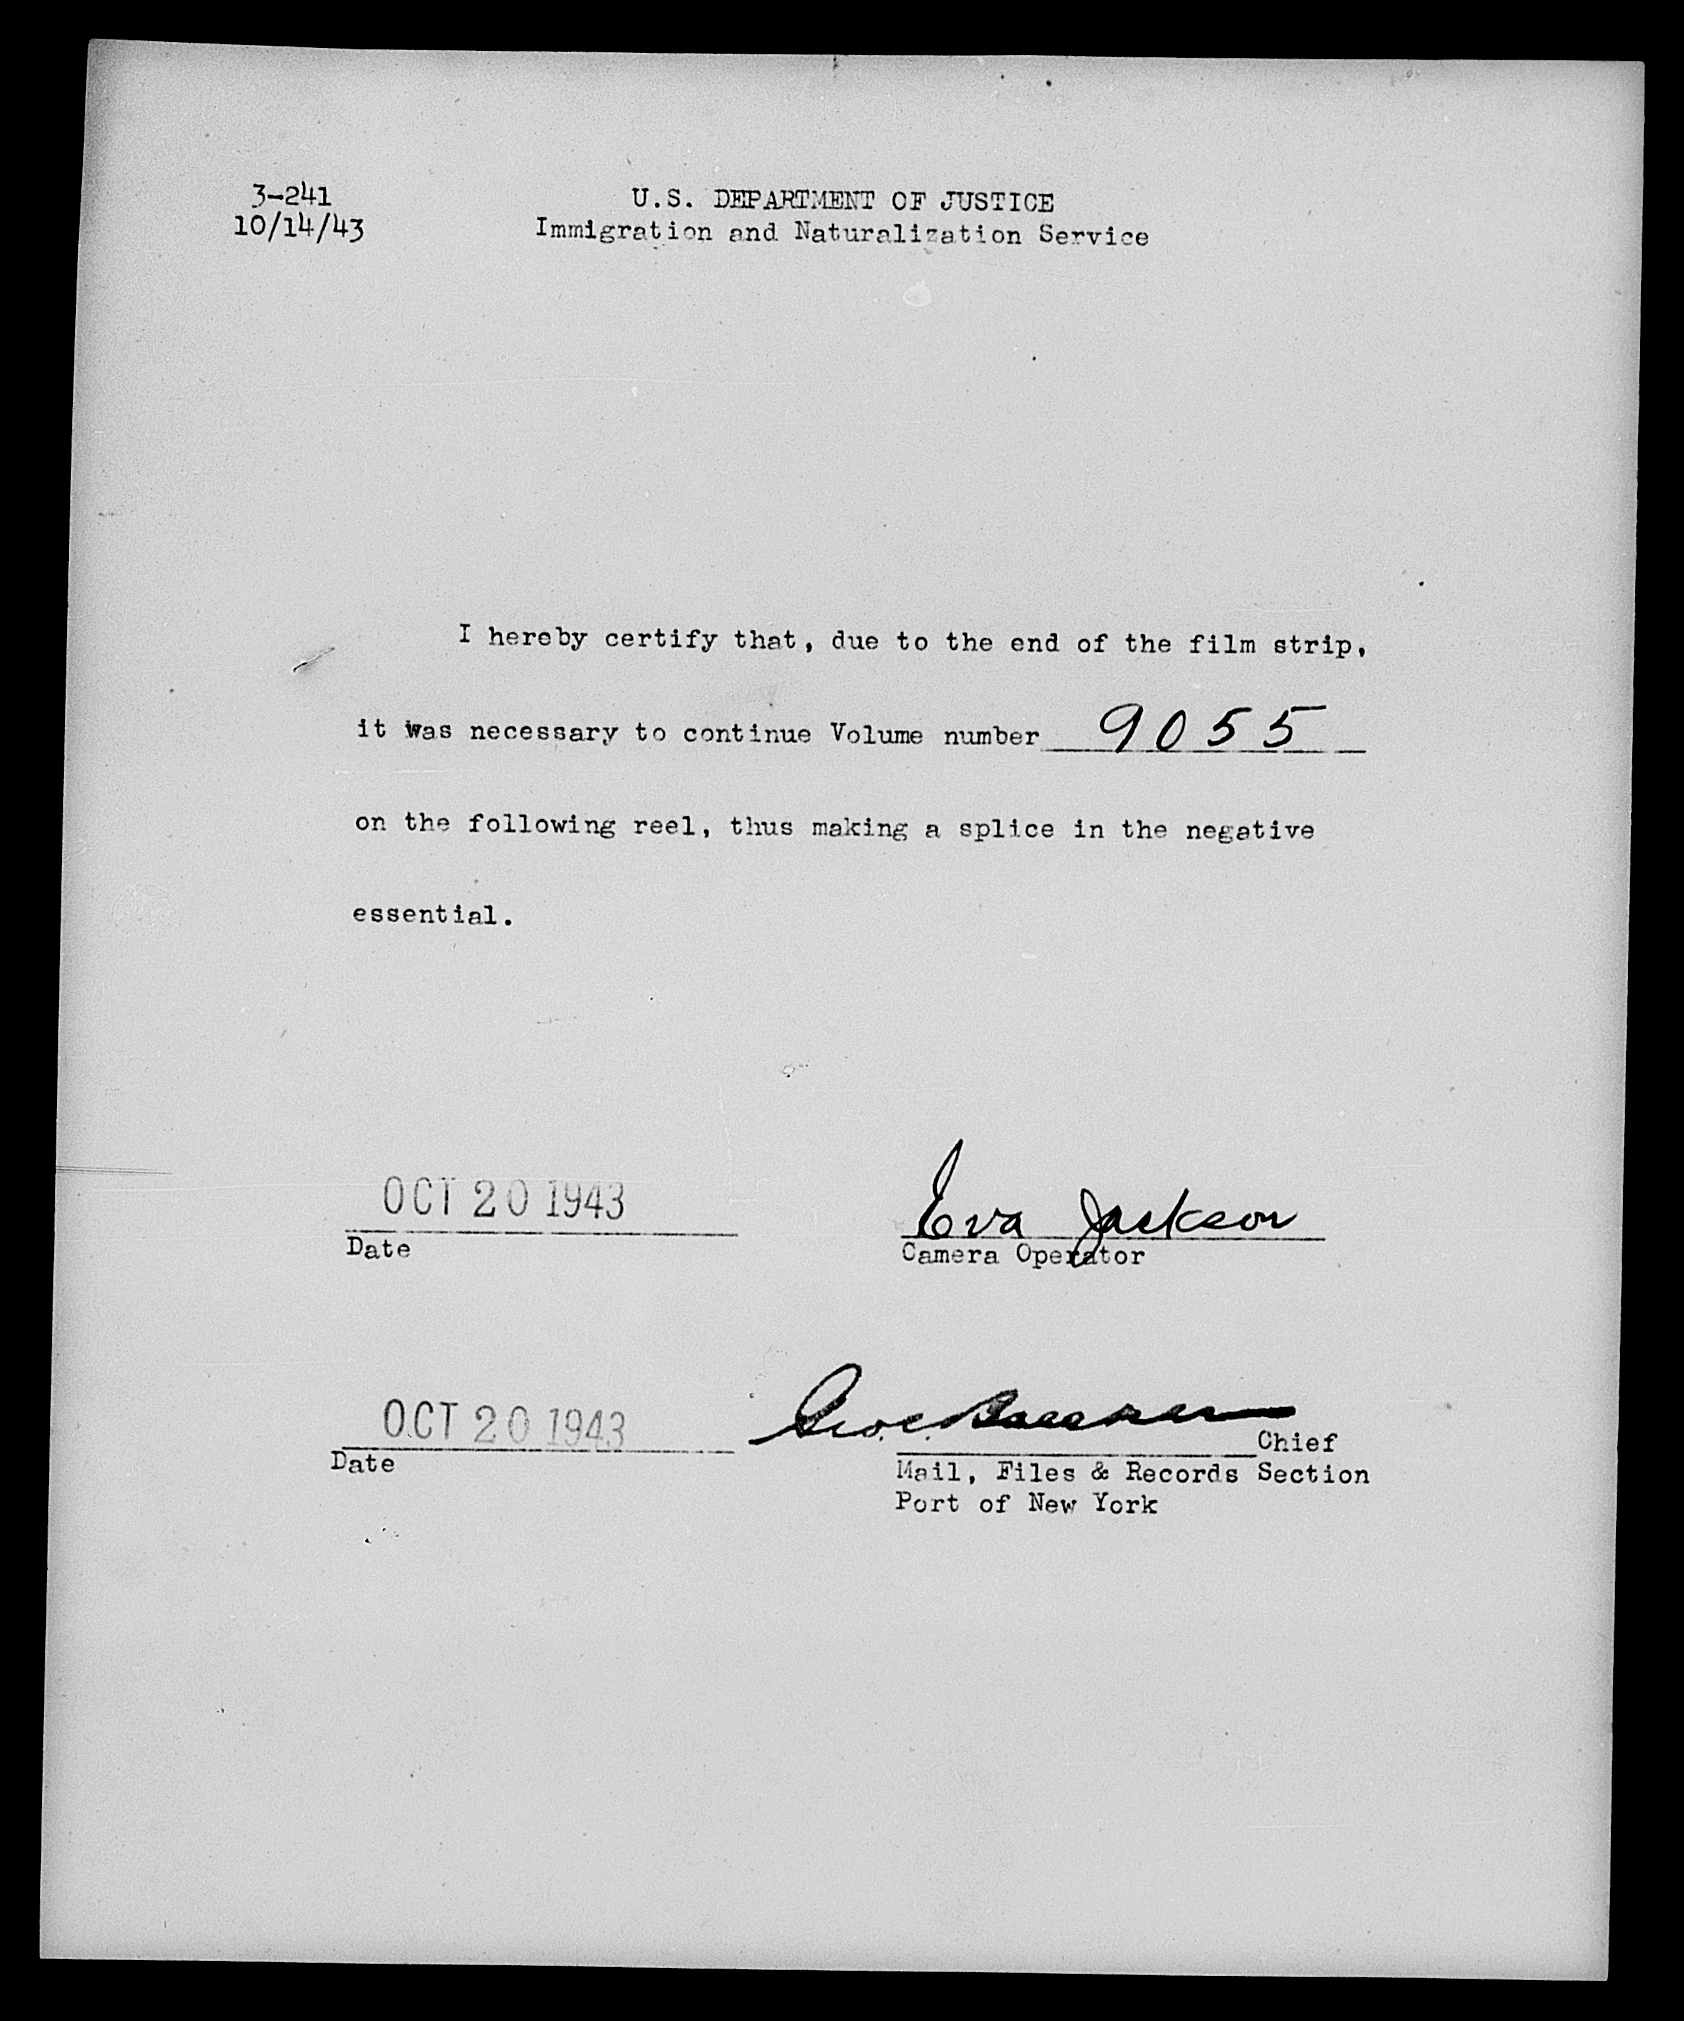 3-241
10/14/43
U.S. DEPARTMENT OF JUSTICE
Immigration and Naturalization Service
I hereby certify that, due to the end of the film strip,
it was necessary to continue Volume number 9055
on the following reel, thus making a splice in the negative
essential.
OCT 20 1943
Date
Eva Jackson
Camera Operator
OCT 20 1943
Date
Chief
Mail, Files & Records Section
Port of New York